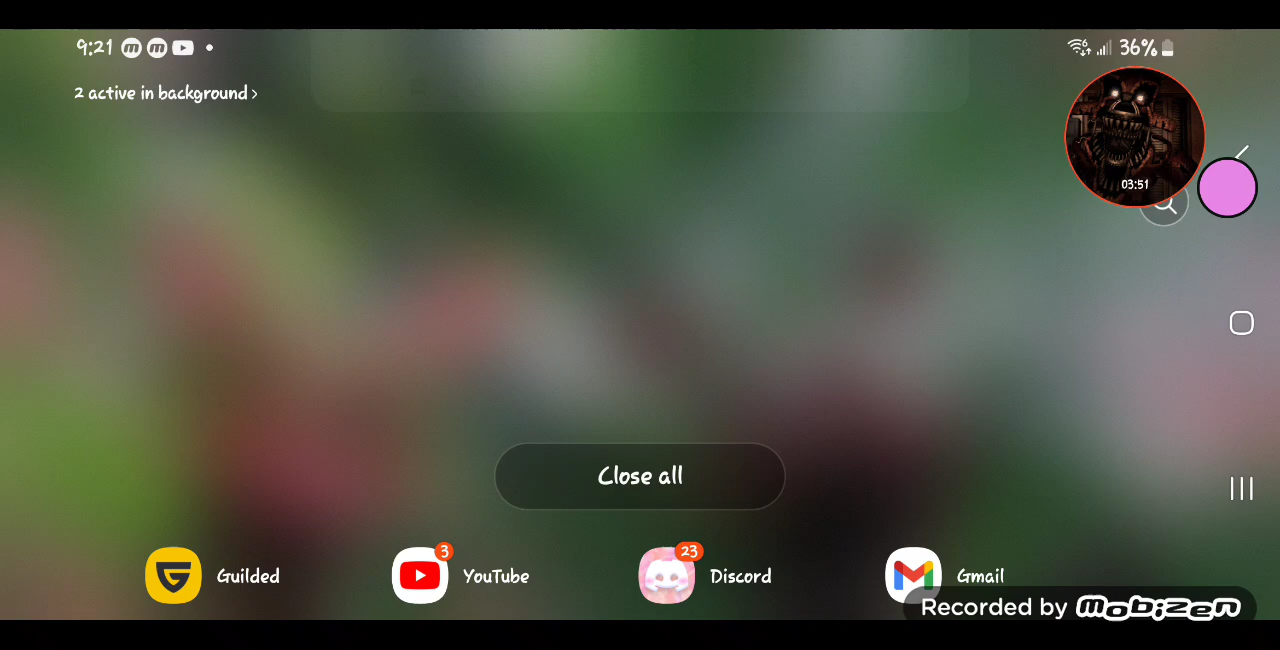 9:21
36%
2 active in background >
03:51
Close all
3
23
Guilded
YouTube
Discord
Gmail
Recorded by mobizen